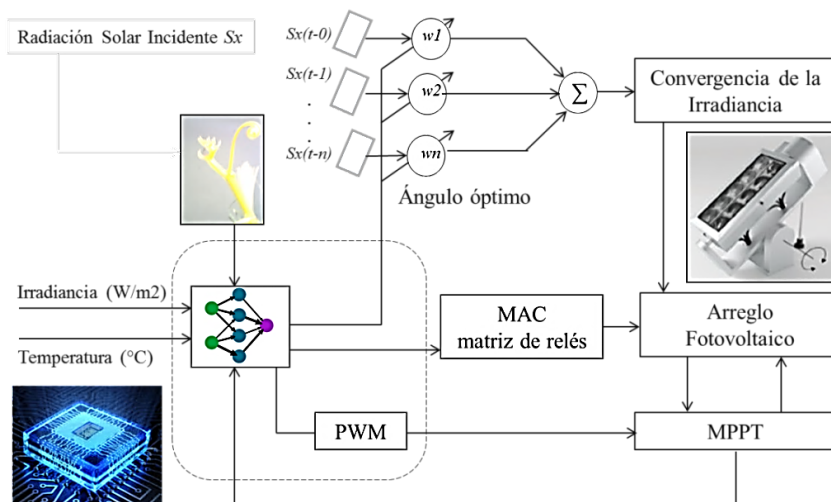 Radiación Solar Incidente Sx
Sx(t-0)
w1
Sx(t-1)
w2
.
.
.
Sx(t-n)
wn
Σ
Convergencia de la
Irradiancia
Ángulo óptimo
Irradiancia (W/m2)
Temperatura (°C)
MAC
matriz de relés
Arreglo
Fotovoltaico
PWM
MPPT